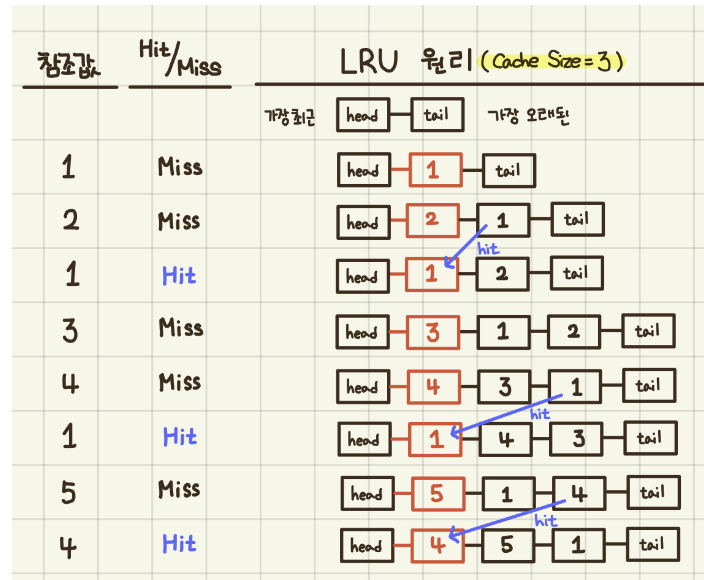 참조값 Hit/Miss LRU 원리 (Cache Size = 3)
가장최근 head tail 가장 오래된
1 Miss head 1 tail
2 Miss head 2 1 tail
hit
1 Hit head 1 2 tail
3 Miss head 3 1 2 tail
4 Miss head 4 3 1 tail
hit
1 Hit head 1 4 3 tail
5 Miss head 5 1 4 tail
hit
4 Hit head 4 5 1 tail